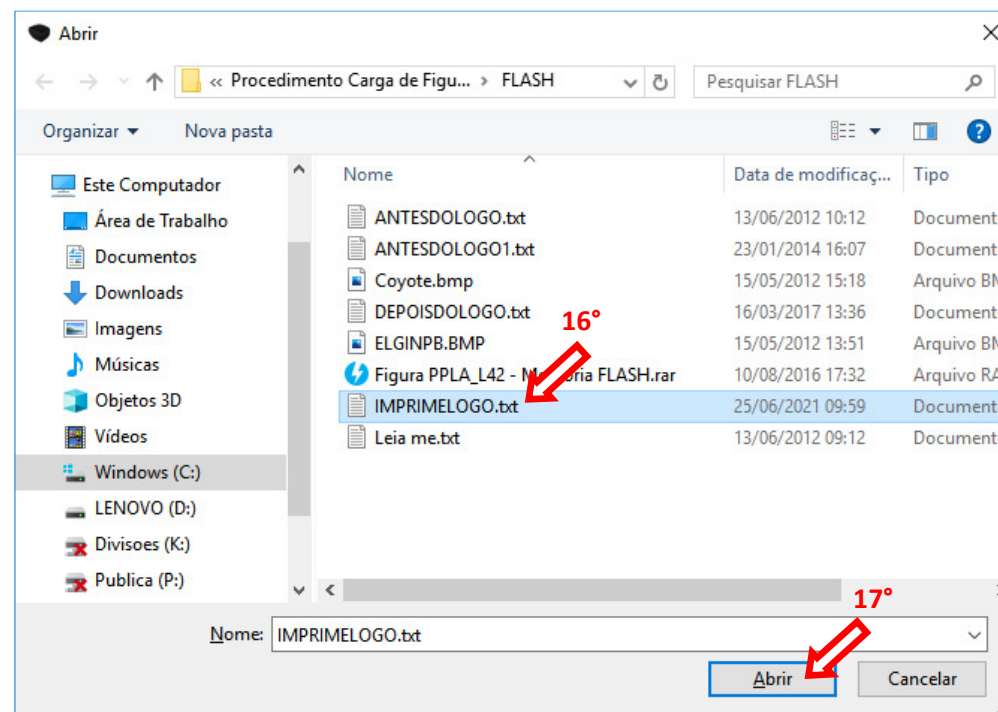 Abrir
« Procedimento Carga de Figu... › FLASH
Pesquisar FLASH
Organizar
Nova pasta
Este Computador
Área de Trabalho
Documentos
Downloads
Imagens
Músicas
Objetos 3D
Vídeos
Windows (C:)
LENOVO (D:)
Divisoes (K:)
Publica (P:)
Nome Data de modificaç... Tipo
ANTESDOLOGO.txt 13/06/2012 10:12 Document
ANTESDOLOGO1.txt 23/01/2014 16:07 Document
Coyote.bmp 15/05/2012 15:18 Arquivo BM
DEPOISDOLOGO.txt 16/03/2017 13:36 Document
16°
ELGINPB.BMP 15/05/2012 13:51 Arquivo BM
Figura PPLA_L42 - Memória FLASH.rar 10/08/2016 17:32 Arquivo RA
IMPRIMELOGO.txt 25/06/2021 09:59 Document
Leia me.txt 13/06/2012 09:12 Document
17°
Nome: IMPRIMELOGO.txt
Abrir Cancelar